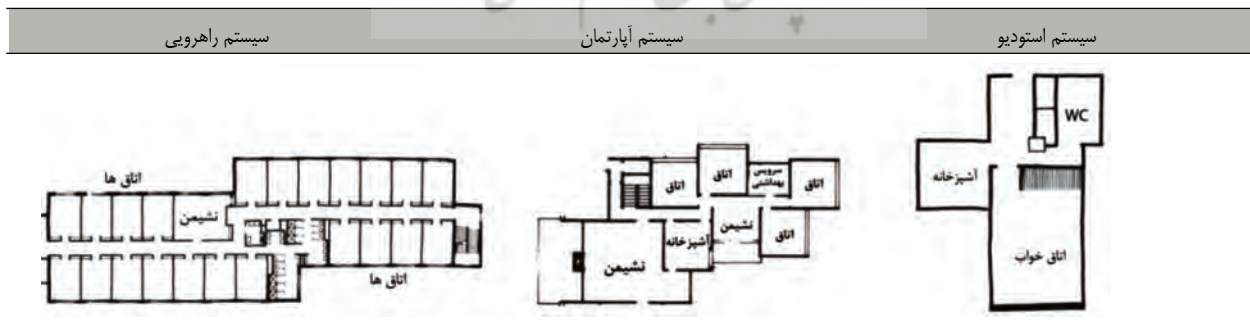 سیستم استودیو
سیستم آپارتمان
سیستم راهرویی
WC
آشپزخانه
اتاق خواب
اتاق
اتاق
سرویس بهداشتی
اتاق
نشیمن
اتاق
آشپزخانه
نشیمن
اتاق ها
نشیمن
اتاق ها